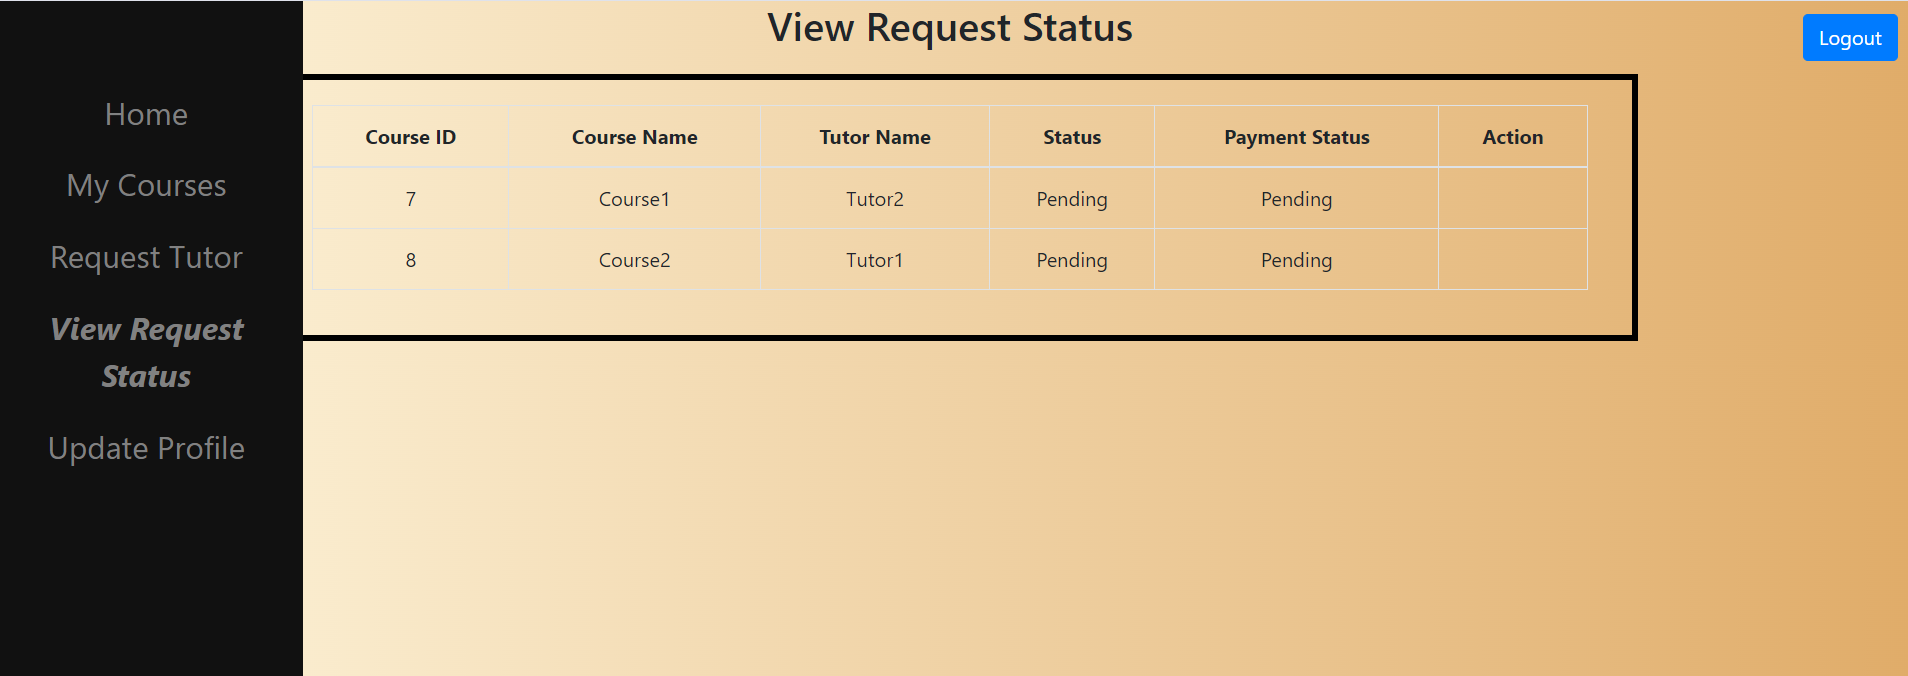 View Request Status
Logout
Home
My Courses
Request Tutor
View Request
Status
Update Profile
Course ID Course Name Tutor Name Status Payment Status Action
7 Course1 Tutor2 Pending Pending
8 Course2 Tutor1 Pending Pending